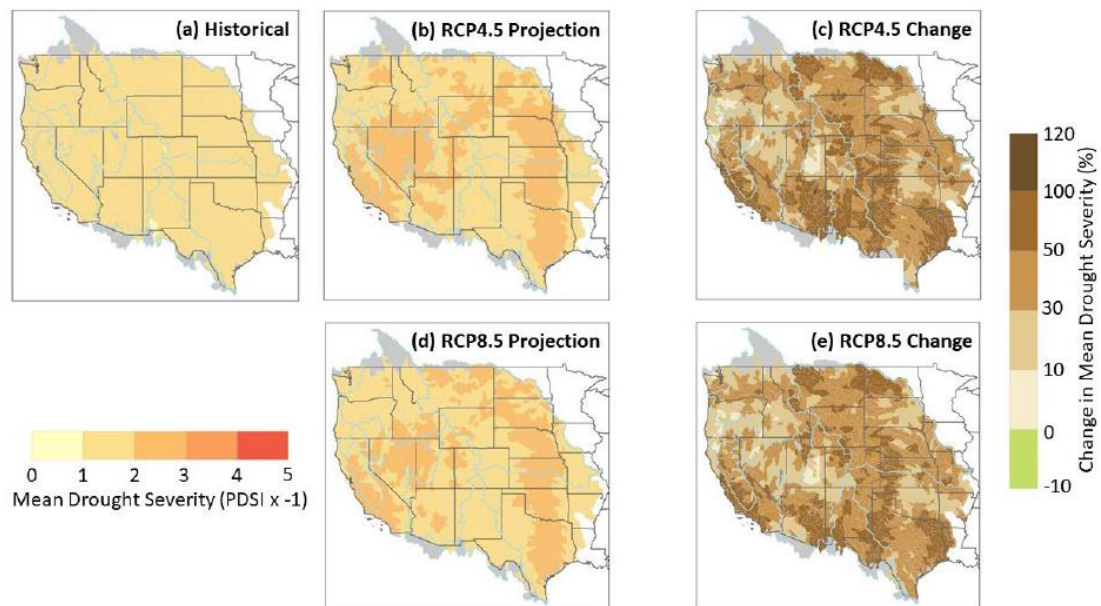 (a) Historical
(b) RCP4.5 Projection
(c) RCP4.5 Change
(d) RCP8.5 Projection
(e) RCP8.5 Change
0 1 2 3 4 5
Mean Drought Severity (PDSI x -1)
120
100
50
30
10
0
-10
Change in Mean Drought Severity (%)